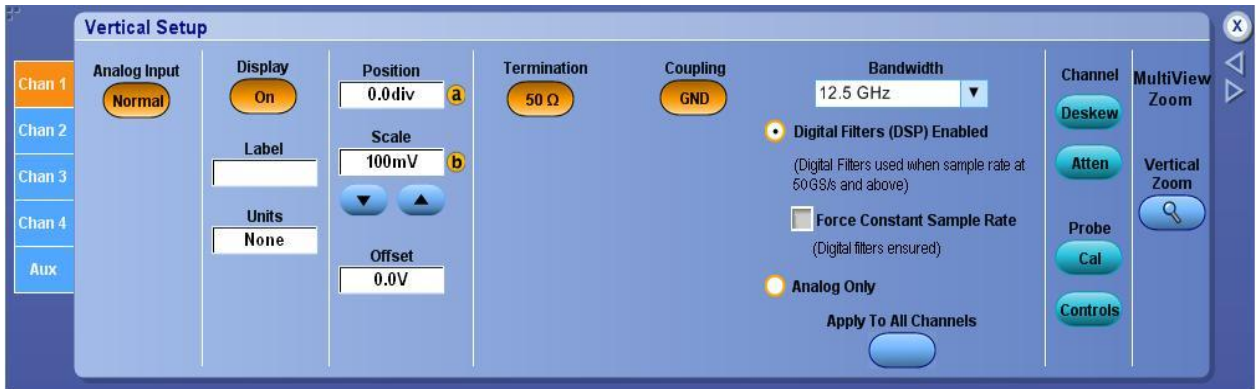 Vertical Setup
X
Chan 1
Chan 2
Chan 3
Chan 4
Aux
Analog Input
Normal
Display
On
Label
Units
None
Position
0.0div
a
Scale
100mV
b
Offset
0.0V
Termination
50 Ω
Coupling
GND
Bandwidth
12.5 GHz
Digital Filters (DSP) Enabled
(Digital Filters used when sample rate at
50GS/s and above)
Force Constant Sample Rate
(Digital filters ensured)
Analog Only
Apply To All Channels
Channel
Deskew
Atten
Probe
Cal
Controls
MultiView
Zoom
Vertical
Zoom